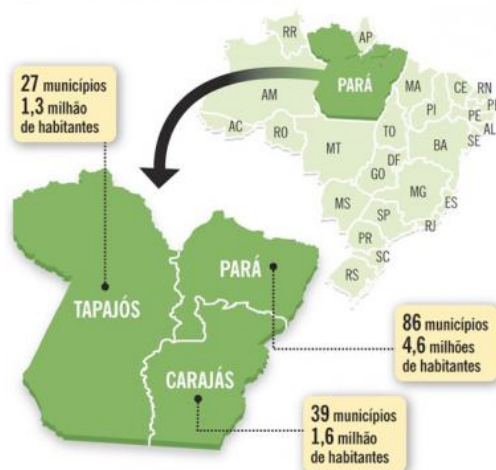 RR
AP
AM
PARÁ
MA
CE
RN
PI
PE
AL
SE
AC
RO
TO
BA
MT
DF
GO
MG
ES
MS
SP
RJ
PR
SC
RS
27 municípios
1,3 milhão
de habitantes
TAPAJÓS
PARÁ
CARAJÁS
86 municípios
4,6 milhões
de habitantes
39 municípios
1,6 milhão
de habitantes